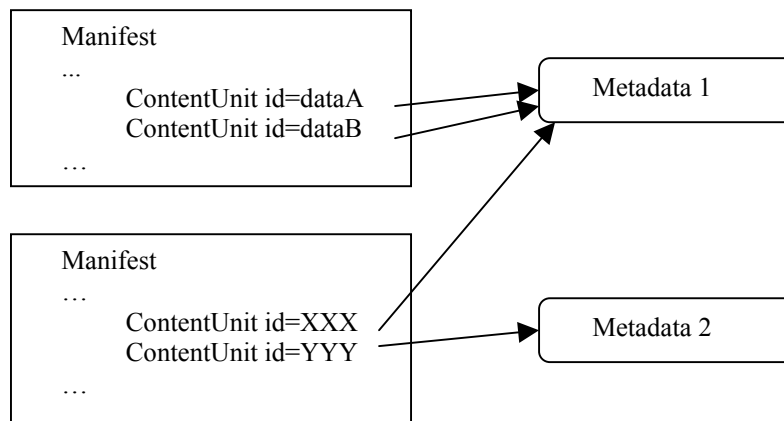 Manifest
...
ContentUnit id=dataA
ContentUnit id=dataB
…
Metadata 1
Manifest
…
ContentUnit id=XXX
ContentUnit id=YYY
…
Metadata 2